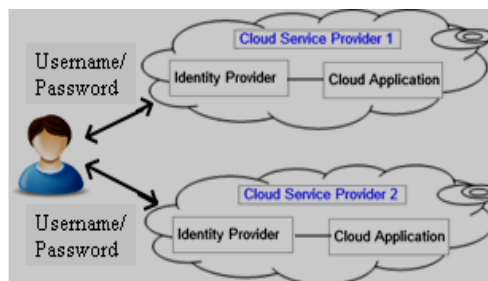 Cloud Service Provider 1
Username/
Password
Identity Provider
Cloud Application
Cloud Service Provider 2
Username/
Password
Identity Provider
Cloud Application